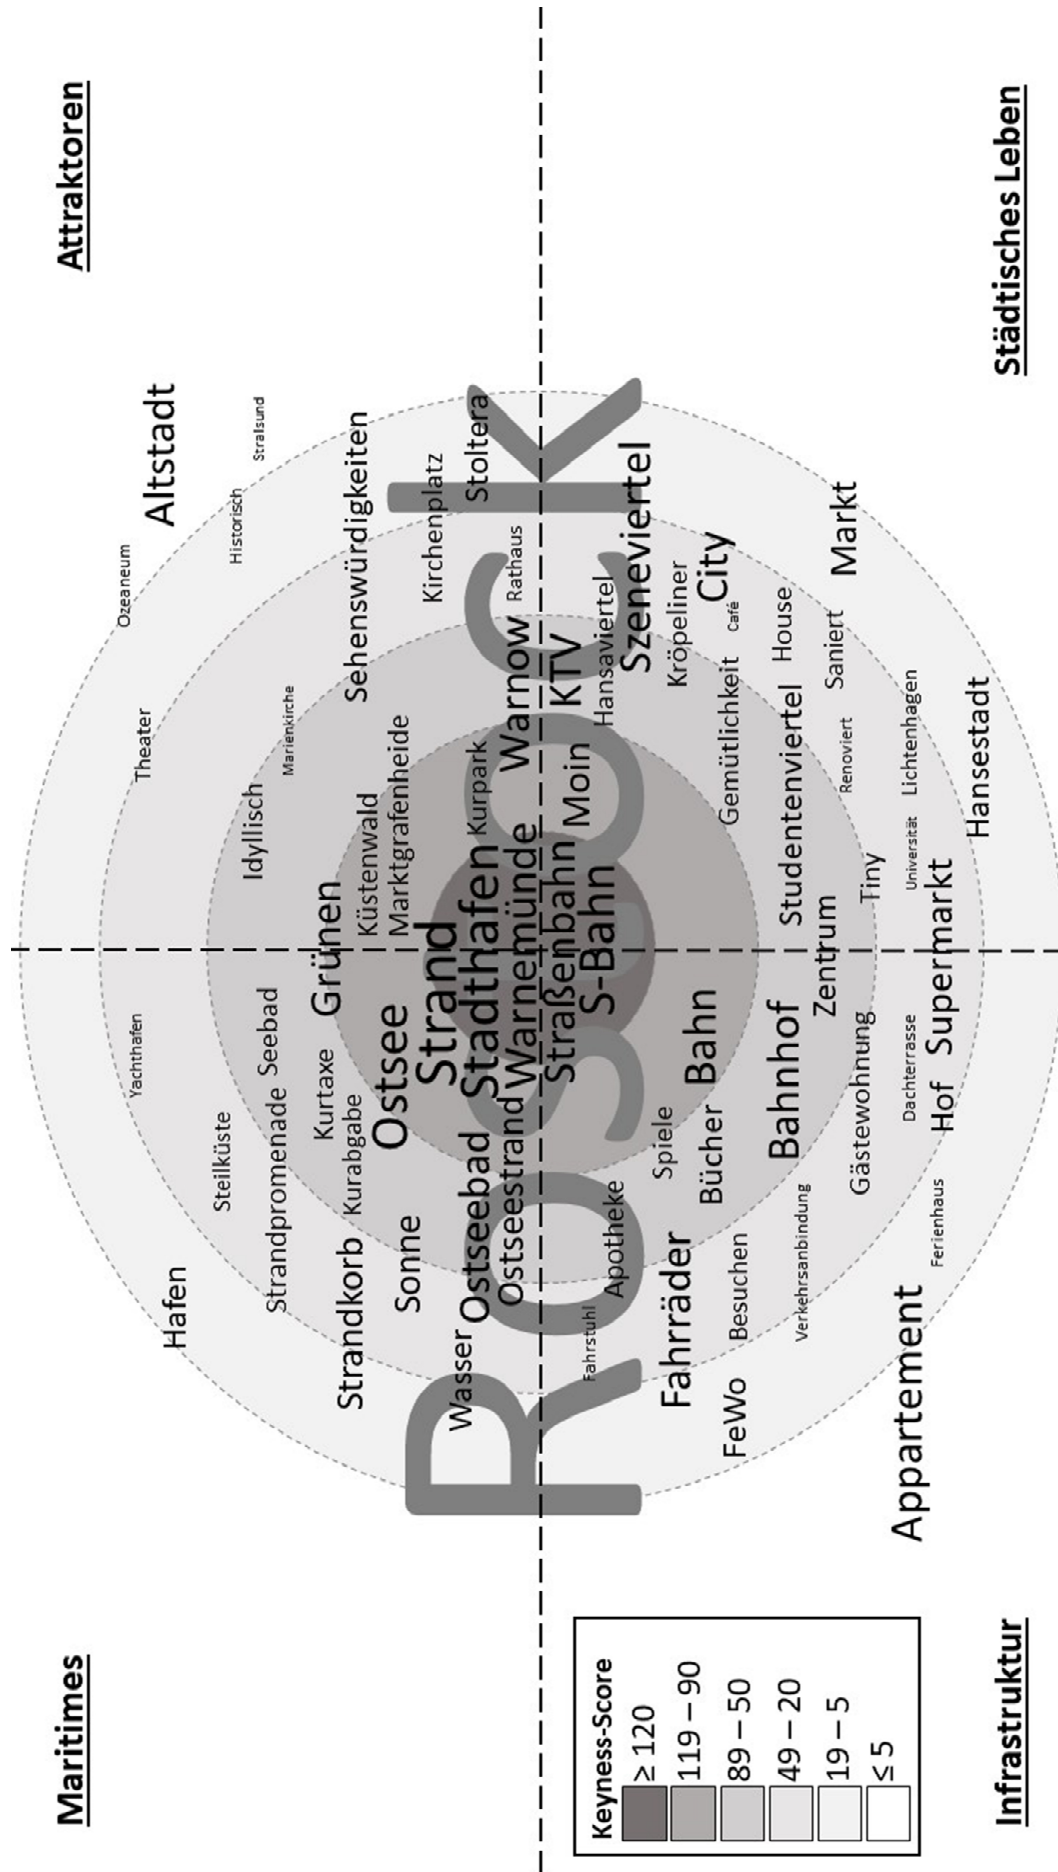 Maritimes
Attraktoren
Ozeaneum
Yachthafen
Theater
Altstadt
Hafen
Steilküste
Historisch
Idyllisch
Stralsund
Strandpromenade
Seebad
Marienkirche
Kurtaxe
Grünen
Kurabgabe
Strandkorb
Küstenwald
Sehenswürdigkeiten
Ostsee
Marktgrafenheide
Sonne
Strand
Kirchenplatz
Wasser
Ostseebad
Stadthafen
Kurpark
Stoltera
Ostseestrand
Warnemünde
Warnow
Rathaus
Rostock
Straßenbahn
KTV
Fahrstuhl
Moin
Apotheke
S-Bahn
Hansaviertel
Szeneviertel
Spiele
Fahrräder
Kröpeliner
Bahn
Bücher
City
FeWo
Besuchen
Gemütlichkeit
Café
Bahnhof
Studentenviertel
House
Verkehrsanbindung
Zentrum
Saniert
Renoviert
Markt
Gästewohnung
Tiny
Appartement
Dachterrasse
Universität
Lichtenhagen
Ferienhaus
Hof
Supermarkt
Hansestadt
Keyness-Score
≥ 120
119 – 90
89 – 50
49 – 20
19 – 5
≤ 5
Infrastruktur
Städtisches Leben